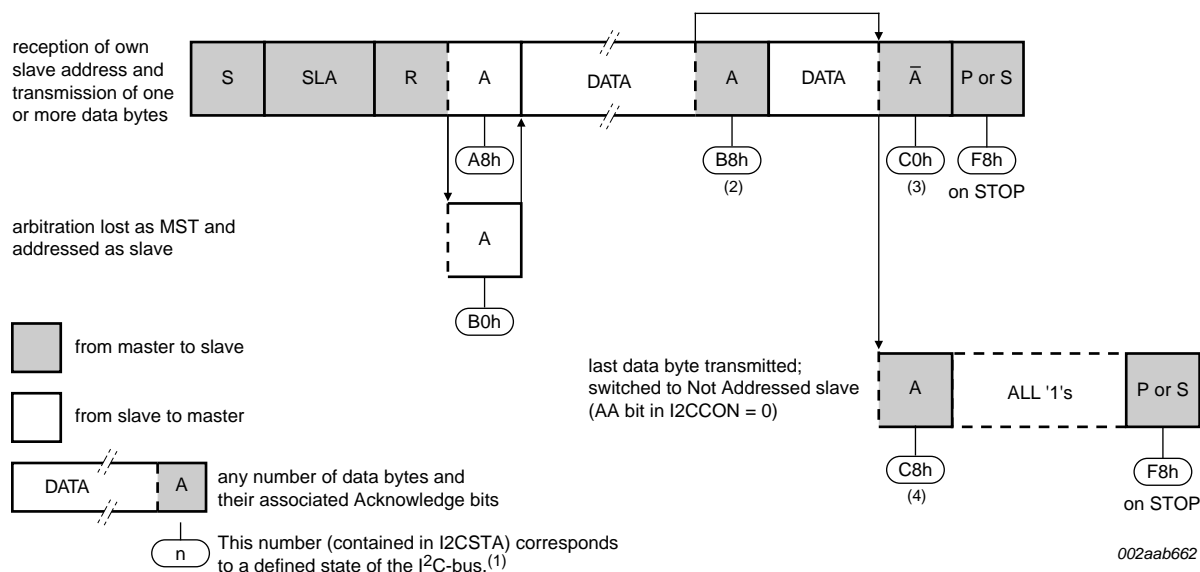 reception of own
slave address and
transmission of one
or more data bytes
S SLA R A DATA A DATA A̅ P or S
A8h B8h C0h F8h
(2) (3) on STOP
arbitration lost as MST and
addressed as slave
A
B0h
from master to slave
from slave to master
last data byte transmitted;
switched to Not Addressed slave
(AA bit in I2CCON = 0)
A ALL '1's P or S
C8h F8h
(4) on STOP
DATA A
any number of data bytes and
their associated Acknowledge bits
n
This number (contained in I2CSTA) corresponds
to a defined state of the I²C-bus.(1)
002aab662